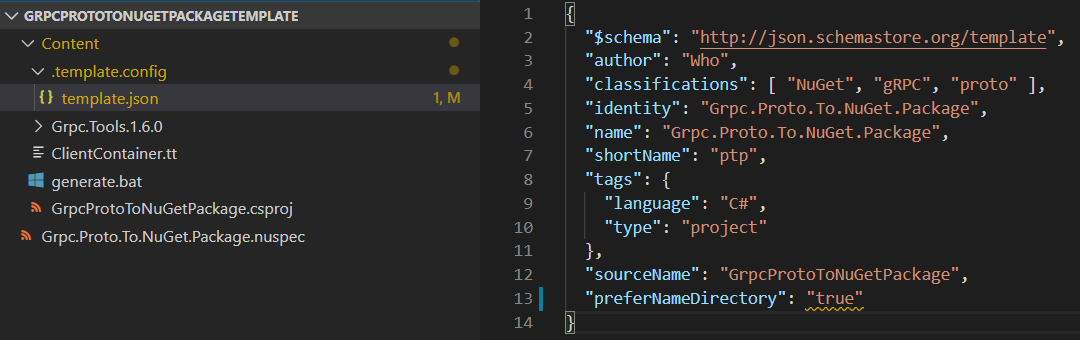 GRPCPROTOTONUGETPACKAGETEMPLATE
Content
.template.config
{} template.json 1, M
Grpc.Tools.1.6.0
ClientContainer.tt
generate.bat
GrpcProtoToNuGetPackage.csproj
Grpc.Proto.To.NuGet.Package.nuspec
1 {
2 "$schema": "http://json.schemastore.org/template",
3 "author": "Who",
4 "classifications": [ "NuGet", "gRPC", "proto" ],
5 "identity": "Grpc.Proto.To.NuGet.Package",
6 "name": "Grpc.Proto.To.NuGet.Package",
7 "shortName": "ptp",
8 "tags": {
9 "language": "C#",
10 "type": "project"
11 },
12 "sourceName": "GrpcProtoToNuGetPackage",
13 "preferNameDirectory": "true"
14 }